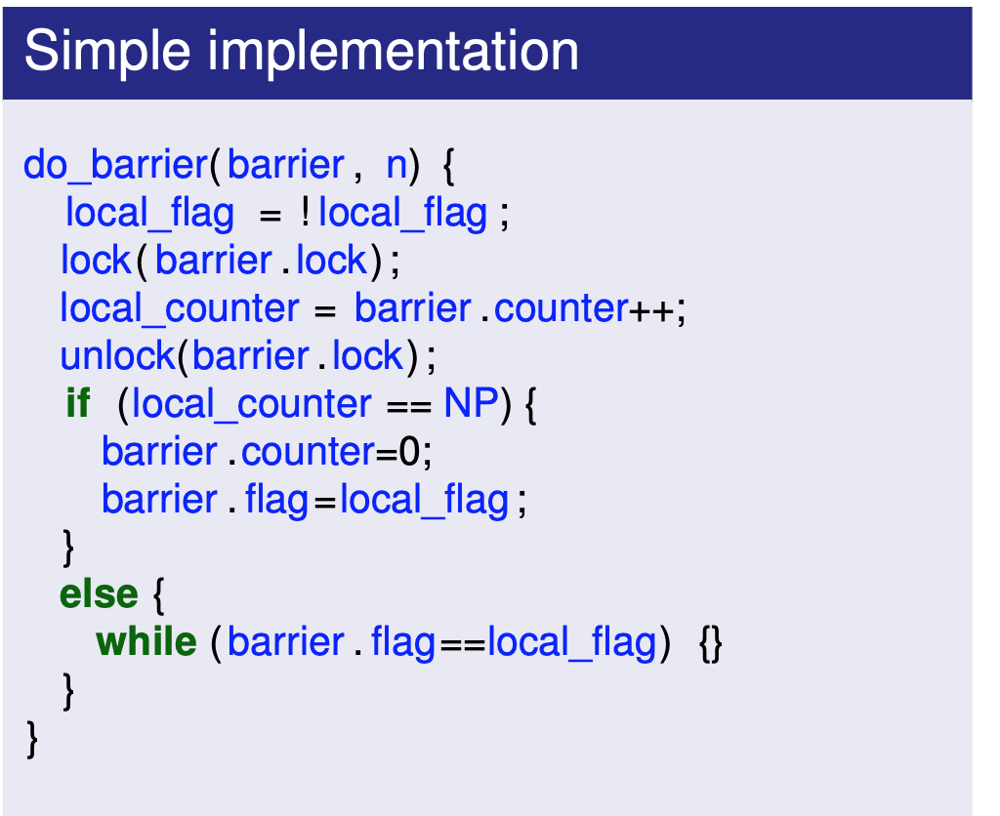 Simple implementation
do_barrier(barrier, n) {
local_flag = !local_flag;
lock(barrier.lock);
local_counter = barrier.counter++;
unlock(barrier.lock);
if (local_counter == NP) {
barrier.counter=0;
barrier.flag=local_flag;
}
else {
while (barrier.flag==local_flag) {}
}
}